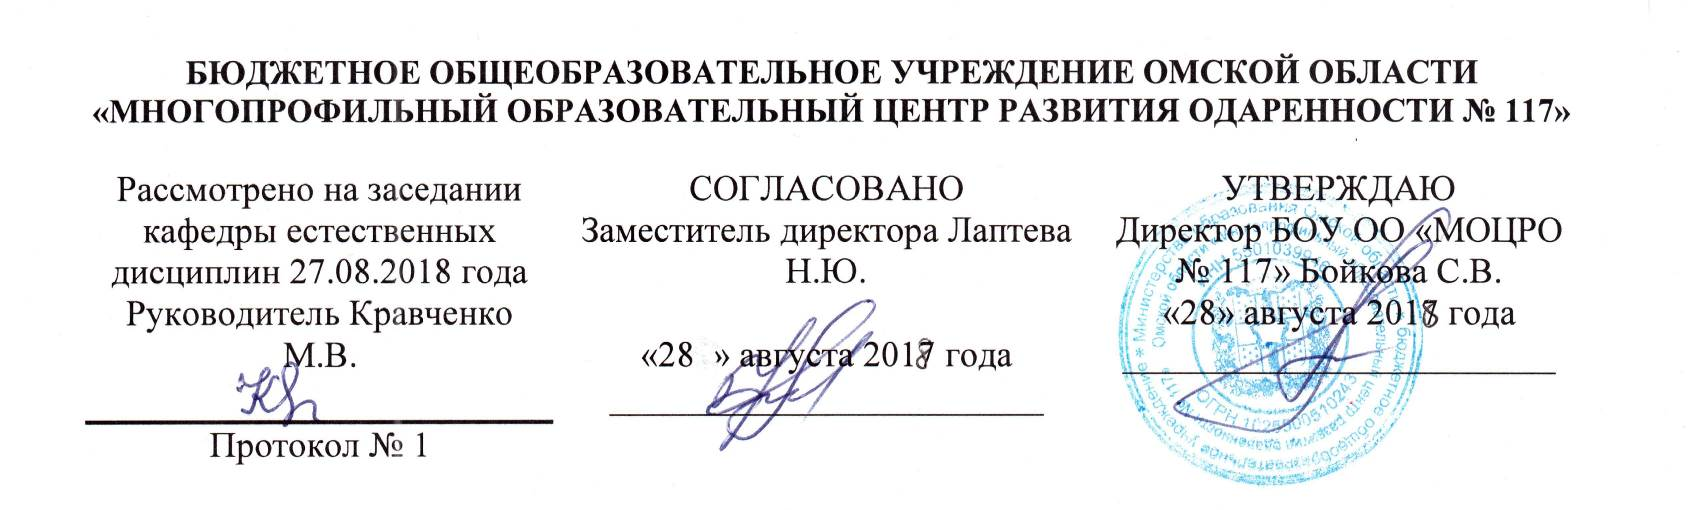 БЮДЖЕТНОЕ ОБЩЕОБРАЗОВАТЕЛЬНОЕ УЧРЕЖДЕНИЕ ОМСКОЙ ОБЛАСТИ
«МНОГОПРОФИЛЬНЫЙ ОБРАЗОВАТЕЛЬНЫЙ ЦЕНТР РАЗВИТИЯ ОДАРЕННОСТИ № 117»
Рассмотрено на заседании
кафедры естественных
дисциплин 27.08.2018 года
Руководитель Кравченко
М.В.
Протокол № 1
СОГЛАСОВАНО
Заместитель директора Лаптева
Н.Ю.
«28 » августа 2018 года
УТВЕРЖДАЮ
Директор БОУ ОО «МОЦРО
№ 117» Бойкова С.В.
«28» августа 2018 года